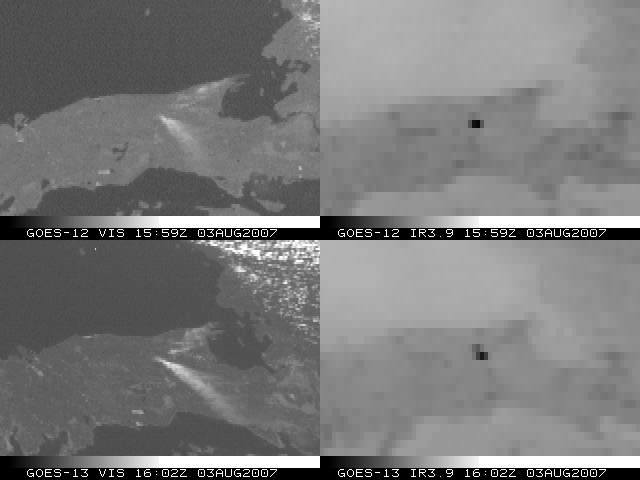 GOES-12 VIS 15:59Z 03AUG2007
GOES-12 IR3.9 15:59Z 03AUG2007
GOES-13 VIS 16:02Z 03AUG2007
GOES-13 IR3.9 16:02Z 03AUG2007